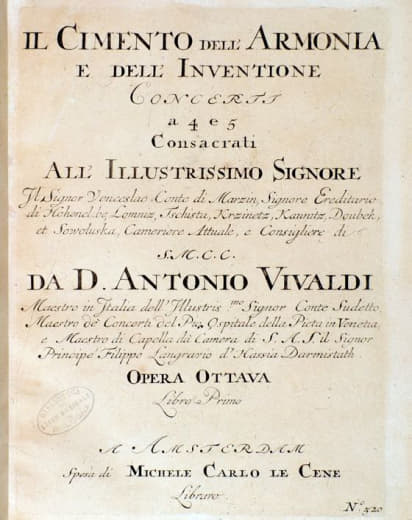 IL CIMENTO DELL' ARMONIA
E DELL' INVENTIONE
CONCERTI
a 4 e 5
Consacrati
ALL' ILLUSTRISSIMO SIGNORE
Il Signor Venceslao Conte di Marzin, Signore Ereditario
di Hohenelbe, Lomniz, Tschista, Krzinetz, Kaunitz, Doubek,
et Sowoluska, Cameriere Attuale, e Consigliere di
S.M.C.C.
DA D. ANTONIO VIVALDI
Maestro in Italia dell' Illustris.mo Signor Conte Sudetto,
Maestro de' Concerti del Pio Ospitale della Pieta in Venetia,
e Maestro di Capella di Camera di S. A. S. il Signor
Principe Filippo Langravio d'Hassia Darmistath
OPERA OTTAVA
Libro Primo
A AMSTERDAM
Spesa di MICHELE CARLO LE CENE
Libraro
N.o 520